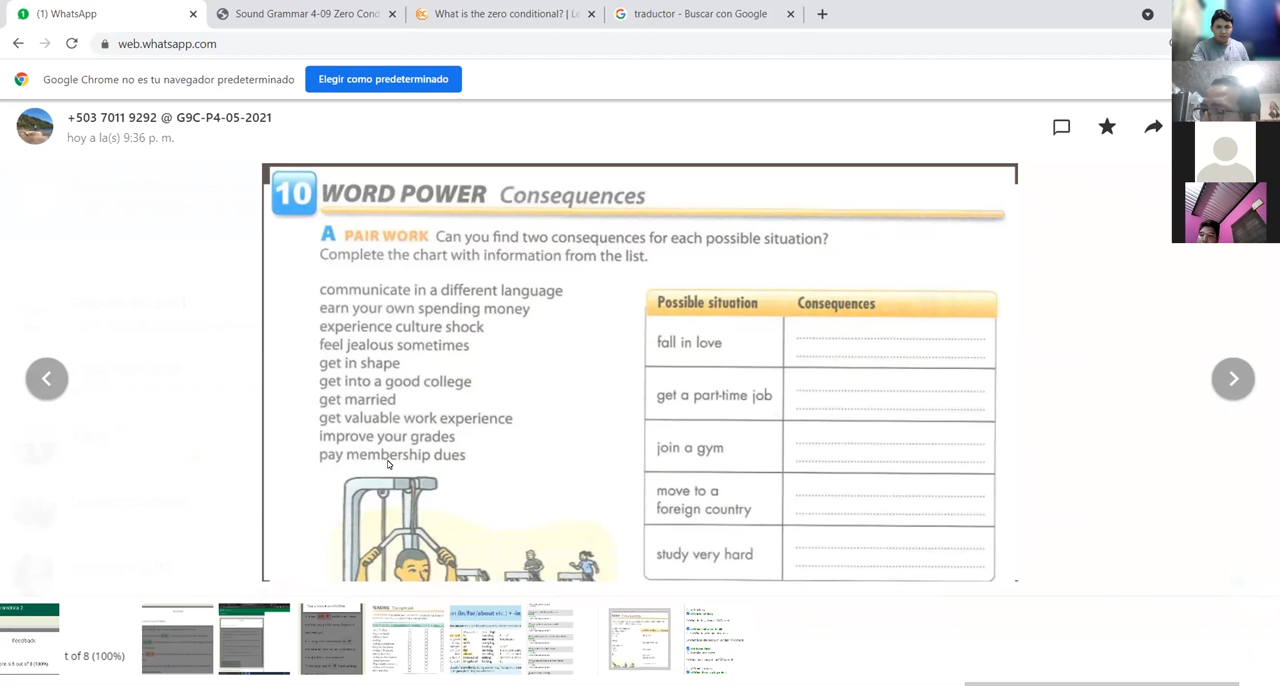 (1) WhatsApp
Sound Grammar 4-09 Zero Cond
What is the zero conditional? | Le
traductor - Buscar con Google
web.whatsapp.com
Google Chrome no es tu navegador predeterminado
Elegir como predeterminado
+503 7011 9292 @ G9C-P4-05-2021
hoy a la(s) 9:36 p. m.
10 WORD POWER Consequences
A PAIR WORK Can you find two consequences for each possible situation?
Complete the chart with information from the list.
communicate in a different language
earn your own spending money
experience culture shock
feel jealous sometimes
get in shape
get into a good college
get married
get valuable work experience
improve your grades
pay membership dues
Possible situation Consequences
fall in love
get a part-time job
join a gym
move to a
foreign country
study very hard
Feedback
t of 8 (100%)